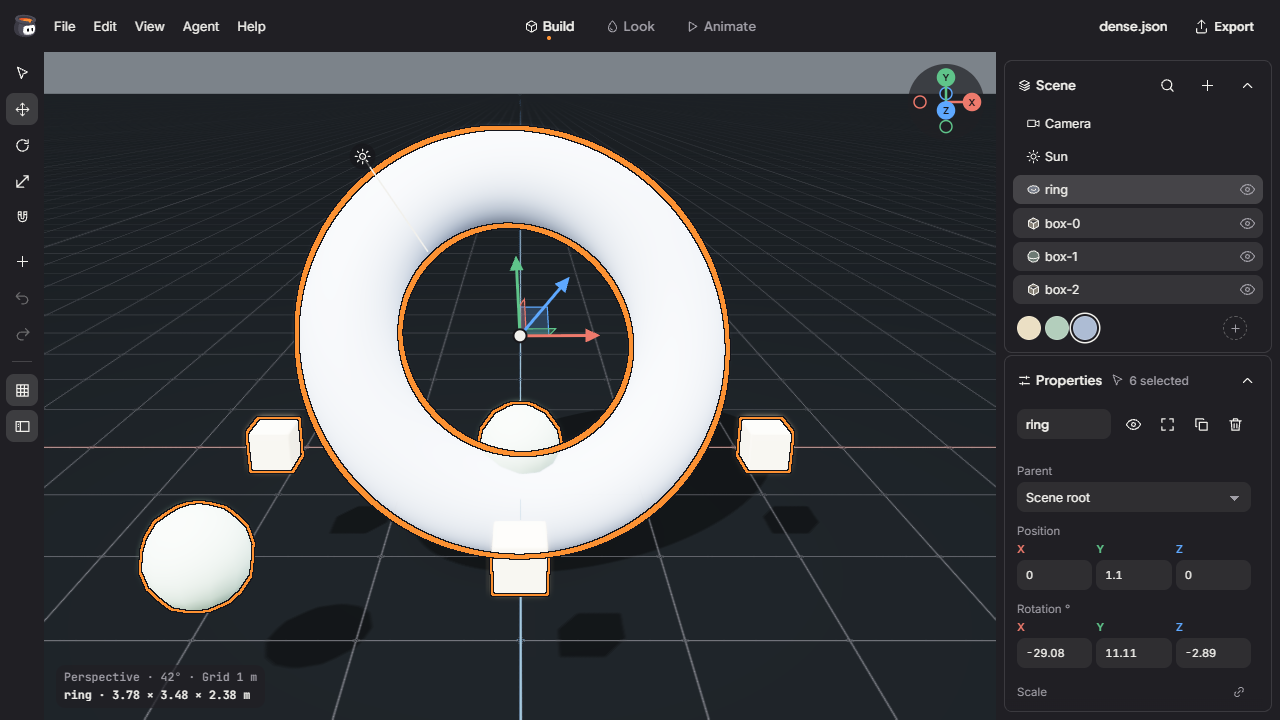 File Edit View Agent Help Build Look Animate dense.json Export
Scene
Camera
Sun
ring
box-0
box-1
box-2
Properties 6 selected
ring
Parent
Scene root
Position
X Y Z
0 1.1 0
Rotation °
X Y Z
-29.08 11.11 -2.89
Scale
Y
X
Z
Perspective · 42° · Grid 1 m
ring · 3.78 × 3.48 × 2.38 m